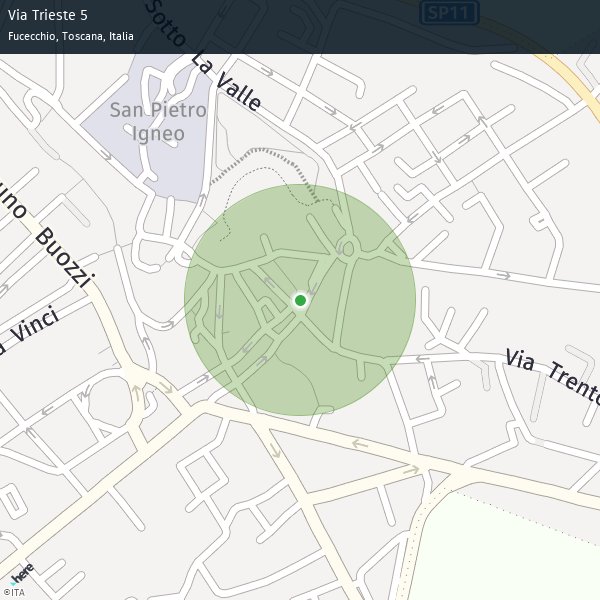 Via Trieste 5
Fucecchio, Toscana, Italia
SP11
Sotto La Valle
San Pietro
Igneo
uno Buozzi
a Vinci
Via Trento
here
©ITA